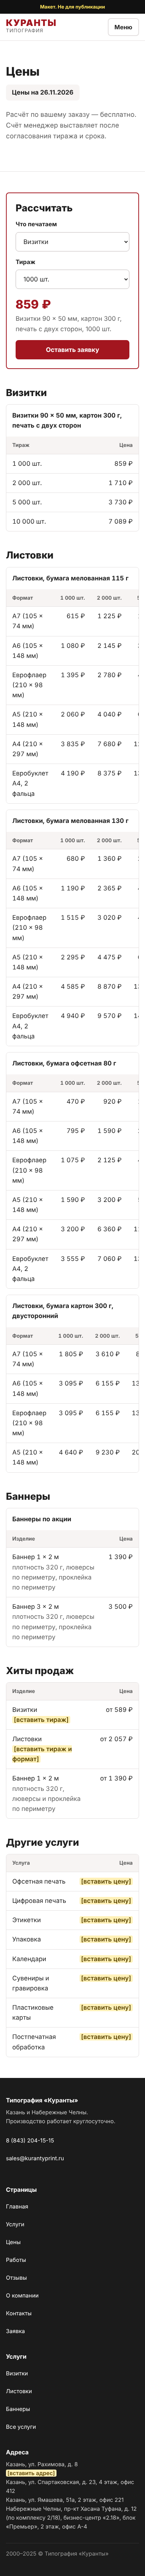 Макет. Не для публикации
КУРАНТЫ
ТИПОГРАФИЯ
Меню
Цены
Цены на 26.11.2026
Расчёт по вашему заказу — бесплатно.
Счёт менеджер выставляет после
согласования тиража и срока.
Рассчитать
Что печатаем
Визитки
Тираж
1000 шт.
859 ₽
Визитки 90 × 50 мм, картон 300 г,
печать с двух сторон, 1000 шт.
Оставить заявку
Визитки
Визитки 90 × 50 мм, картон 300 г,
печать с двух сторон
Тираж Цена
1 000 шт. 859 ₽
2 000 шт. 1 710 ₽
5 000 шт. 3 730 ₽
10 000 шт. 7 089 ₽
Листовки
Листовки, бумага мелованная 115 г
Формат 1 000 шт. 2 000 шт.
А7 (105 × 615 ₽ 1 225 ₽
74 мм)
А6 (105 × 1 080 ₽ 2 145 ₽
148 мм)
Еврофлаер 1 395 ₽ 2 780 ₽
(210 × 98
мм)
А5 (210 × 2 060 ₽ 4 040 ₽
148 мм)
А4 (210 × 3 835 ₽ 7 680 ₽
297 мм)
Евробуклет 4 190 ₽ 8 375 ₽
А4, 2
фальца
Листовки, бумага мелованная 130 г
Формат 1 000 шт. 2 000 шт.
А7 (105 × 680 ₽ 1 360 ₽
74 мм)
А6 (105 × 1 190 ₽ 2 365 ₽
148 мм)
Еврофлаер 1 515 ₽ 3 020 ₽
(210 × 98
мм)
А5 (210 × 2 295 ₽ 4 475 ₽
148 мм)
А4 (210 × 4 585 ₽ 8 870 ₽
297 мм)
Евробуклет 4 940 ₽ 9 570 ₽
А4, 2
фальца
Листовки, бумага офсетная 80 г
Формат 1 000 шт. 2 000 шт.
А7 (105 × 470 ₽ 920 ₽
74 мм)
А6 (105 × 795 ₽ 1 590 ₽
148 мм)
Еврофлаер 1 075 ₽ 2 125 ₽
(210 × 98
мм)
А5 (210 × 1 590 ₽ 3 200 ₽
148 мм)
А4 (210 × 3 200 ₽ 6 360 ₽
297 мм)
Евробуклет 3 555 ₽ 7 060 ₽
А4, 2
фальца
Листовки, бумага картон 300 г,
двусторонний
Формат 1 000 шт. 2 000 шт.
А7 (105 × 1 805 ₽ 3 610 ₽
74 мм)
А6 (105 × 3 095 ₽ 6 155 ₽
148 мм)
Еврофлаер 3 095 ₽ 6 155 ₽
(210 × 98
мм)
А5 (210 × 4 640 ₽ 9 230 ₽
148 мм)
Баннеры
Баннеры по акции
Изделие Цена
Баннер 1 × 2 м 1 390 ₽
плотность 320 г, люверсы
по периметру, проклейка
по периметру
Баннер 3 × 2 м 3 500 ₽
плотность 320 г, люверсы
по периметру, проклейка
по периметру
Хиты продаж
Изделие Цена
Визитки от 589 ₽
[вставить тираж]
Листовки от 2 057 ₽
[вставить тираж и
формат]
Баннер 1 × 2 м от 1 390 ₽
плотность 320 г,
люверсы и проклейка
по периметру
Другие услуги
Услуга Цена
Офсетная печать [вставить цену]
Цифровая печать [вставить цену]
Этикетки [вставить цену]
Упаковка [вставить цену]
Календари [вставить цену]
Сувениры и [вставить цену]
гравировка
Пластиковые [вставить цену]
карты
Постпечатная [вставить цену]
обработка
Типография «Куранты»
Казань и Набережные Челны.
Производство работает круглосуточно.
8 (843) 204-15-15
sales@kurantyprint.ru
Страницы
Главная
Услуги
Цены
Работы
Отзывы
О компании
Контакты
Заявка
Услуги
Визитки
Листовки
Баннеры
Все услуги
Адреса
Казань, ул. Рахимова, д. 8
[вставить адрес]
Казань, ул. Спартаковская, д. 23, 4 этаж, офис
412
Казань, ул. Ямашева, 51а, 2 этаж, офис 221
Набережные Челны, пр-кт Хасана Туфана, д. 12
(по комплексу 2/18), бизнес-центр «2.18», блок
«Премьер», 2 этаж, офис А-4
2000–2025 © Типография «Куранты»